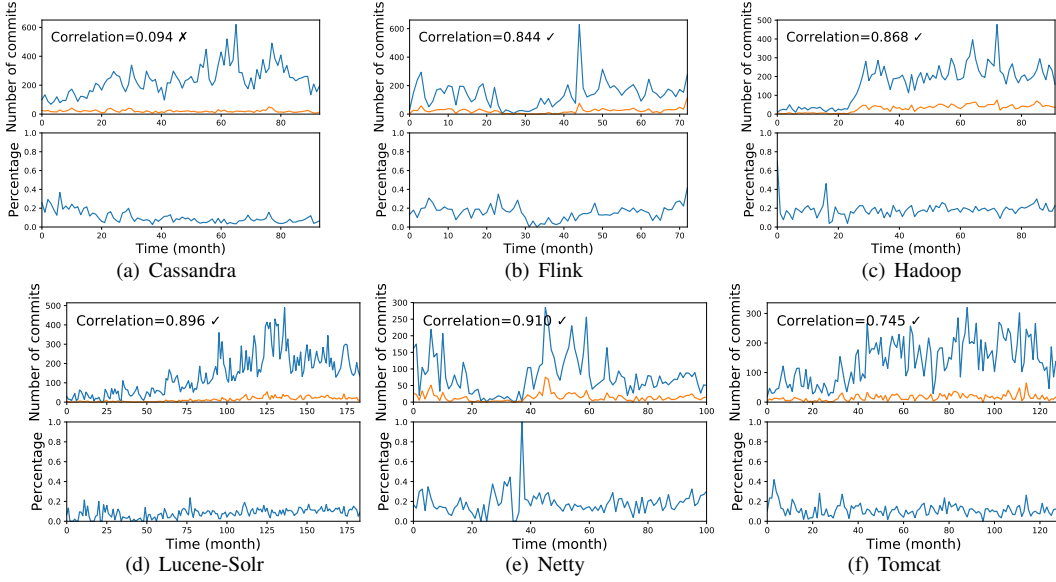 Number of commits
Correlation=0.094 ✗
600
400
200
0
0 20 40 60 80
Percentage
1.0
0.8
0.6
0.4
0.2
0.0
0 20 40 60 80
Time (month)
(a) Cassandra
Number of commits
Correlation=0.844 ✓
600
400
200
0
0 10 20 30 40 50 60 70
Percentage
1.0
0.8
0.6
0.4
0.2
0.0
0 10 20 30 40 50 60 70
Time (month)
(b) Flink
Number of commits
Correlation=0.868 ✓
500
400
300
200
100
0
0 20 40 60 80
Percentage
1.0
0.8
0.6
0.4
0.2
0.0
0 20 40 60 80
Time (month)
(c) Hadoop
Number of commits
Correlation=0.896 ✓
500
400
300
200
100
0
0 25 50 75 100 125 150 175
Percentage
1.0
0.8
0.6
0.4
0.2
0.0
0 25 50 75 100 125 150 175
Time (month)
(d) Lucene-Solr
Number of commits
Correlation=0.910 ✓
300
250
200
150
100
50
0
0 20 40 60 80 100
Percentage
1.0
0.8
0.6
0.4
0.2
0.0
0 20 40 60 80 100
Time (month)
(e) Netty
Number of commits
Correlation=0.745 ✓
300
200
100
0
0 20 40 60 80 100 120
Percentage
1.0
0.8
0.6
0.4
0.2
0.0
0 20 40 60 80 100 120
Time (month)
(f) Tomcat